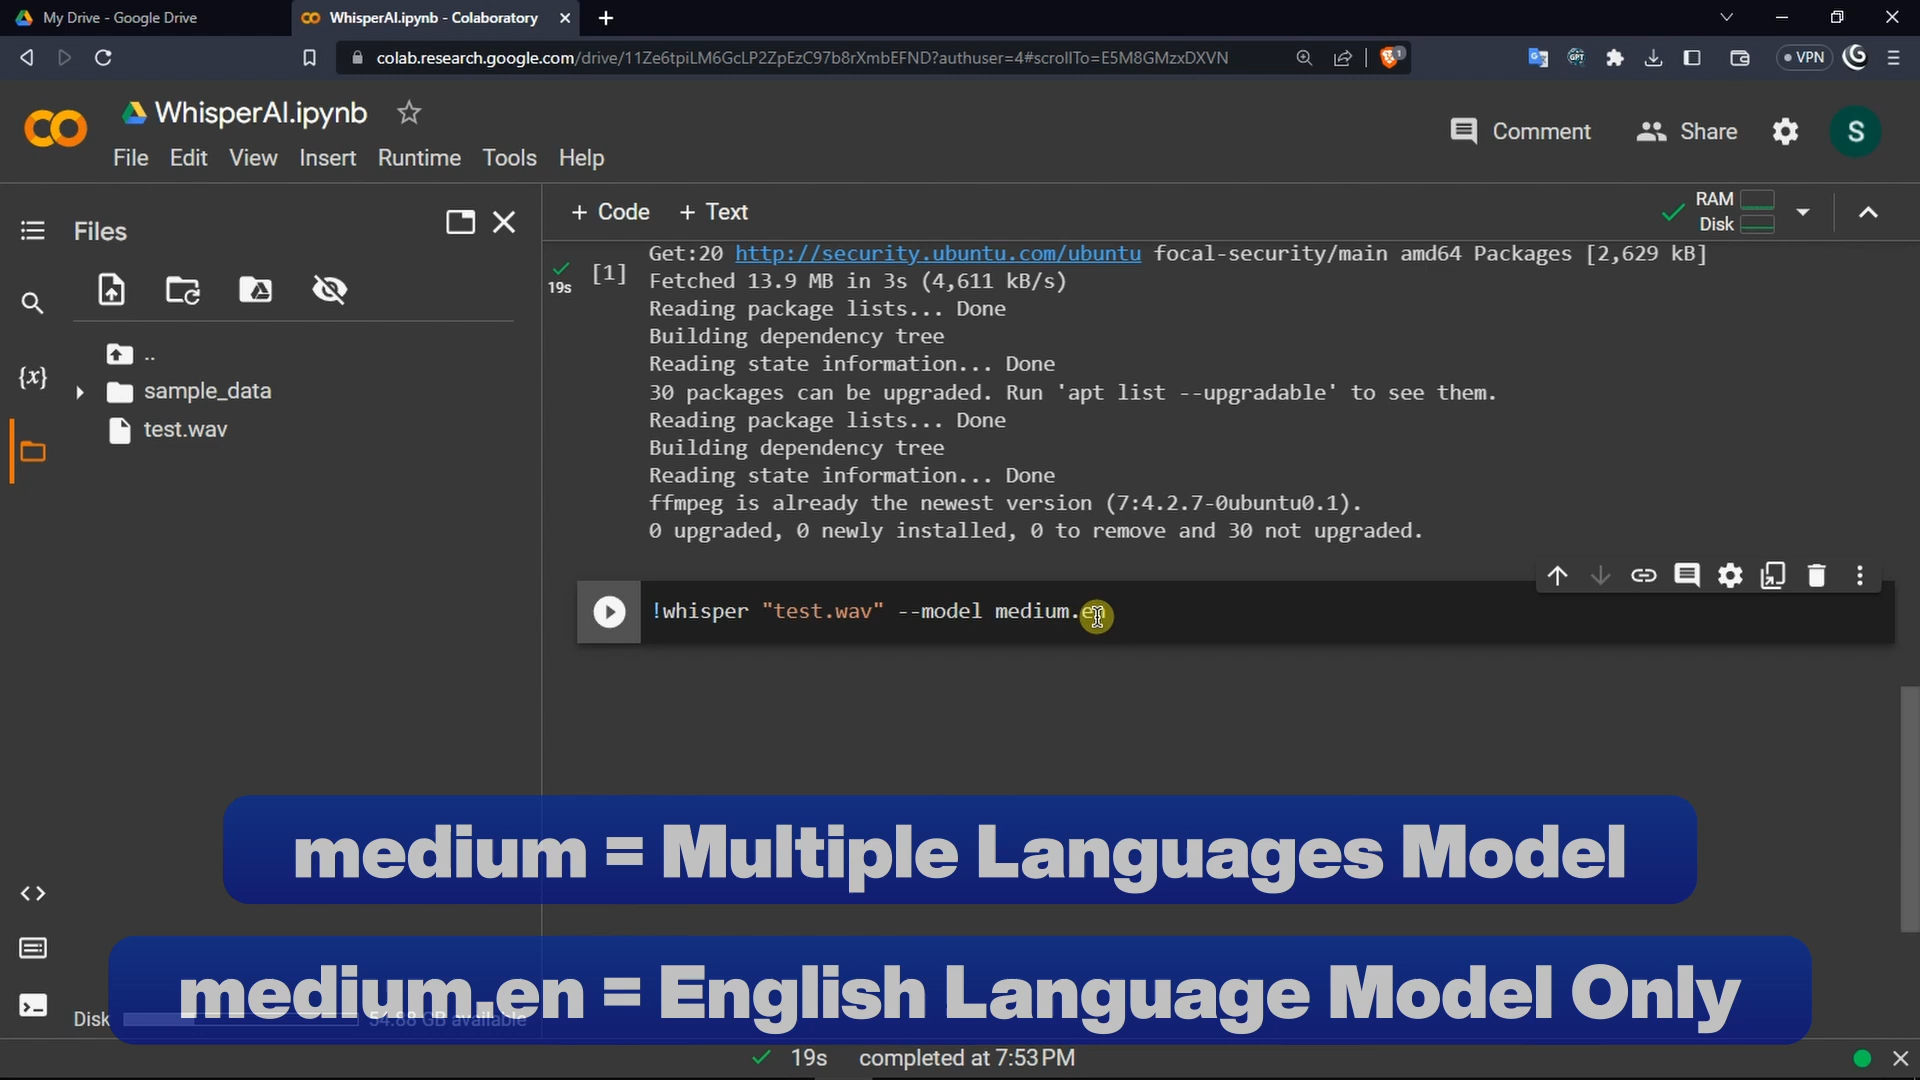 My Drive - Google Drive
WhisperAI.ipynb - Colaboratory
colab.research.google.com/drive/11Ze6tpiLM6GcLP2ZpEzC97b8rXmbEFND?authuser=4#scrollTo=E5M8GMzxDXVN
1
VPN
WhisperAI.ipynb
File Edit View Insert Runtime Tools Help
Comment
Share
S
Files
+ Code + Text
RAM
Disk
..
sample_data
test.wav
{x}
[1]
19s
Get:20 http://security.ubuntu.com/ubuntu focal-security/main amd64 Packages [2,629 kB]
Fetched 13.9 MB in 3s (4,611 kB/s)
Reading package lists... Done
Building dependency tree
Reading state information... Done
30 packages can be upgraded. Run 'apt list --upgradable' to see them.
Reading package lists... Done
Building dependency tree
Reading state information... Done
ffmpeg is already the newest version (7:4.2.7-0ubuntu0.1).
0 upgraded, 0 newly installed, 0 to remove and 30 not upgraded.
!whisper "test.wav" --model medium.en
medium = Multiple Languages Model
medium.en = English Language Model Only
Disk
54.88 GB available
19s completed at 7:53 PM